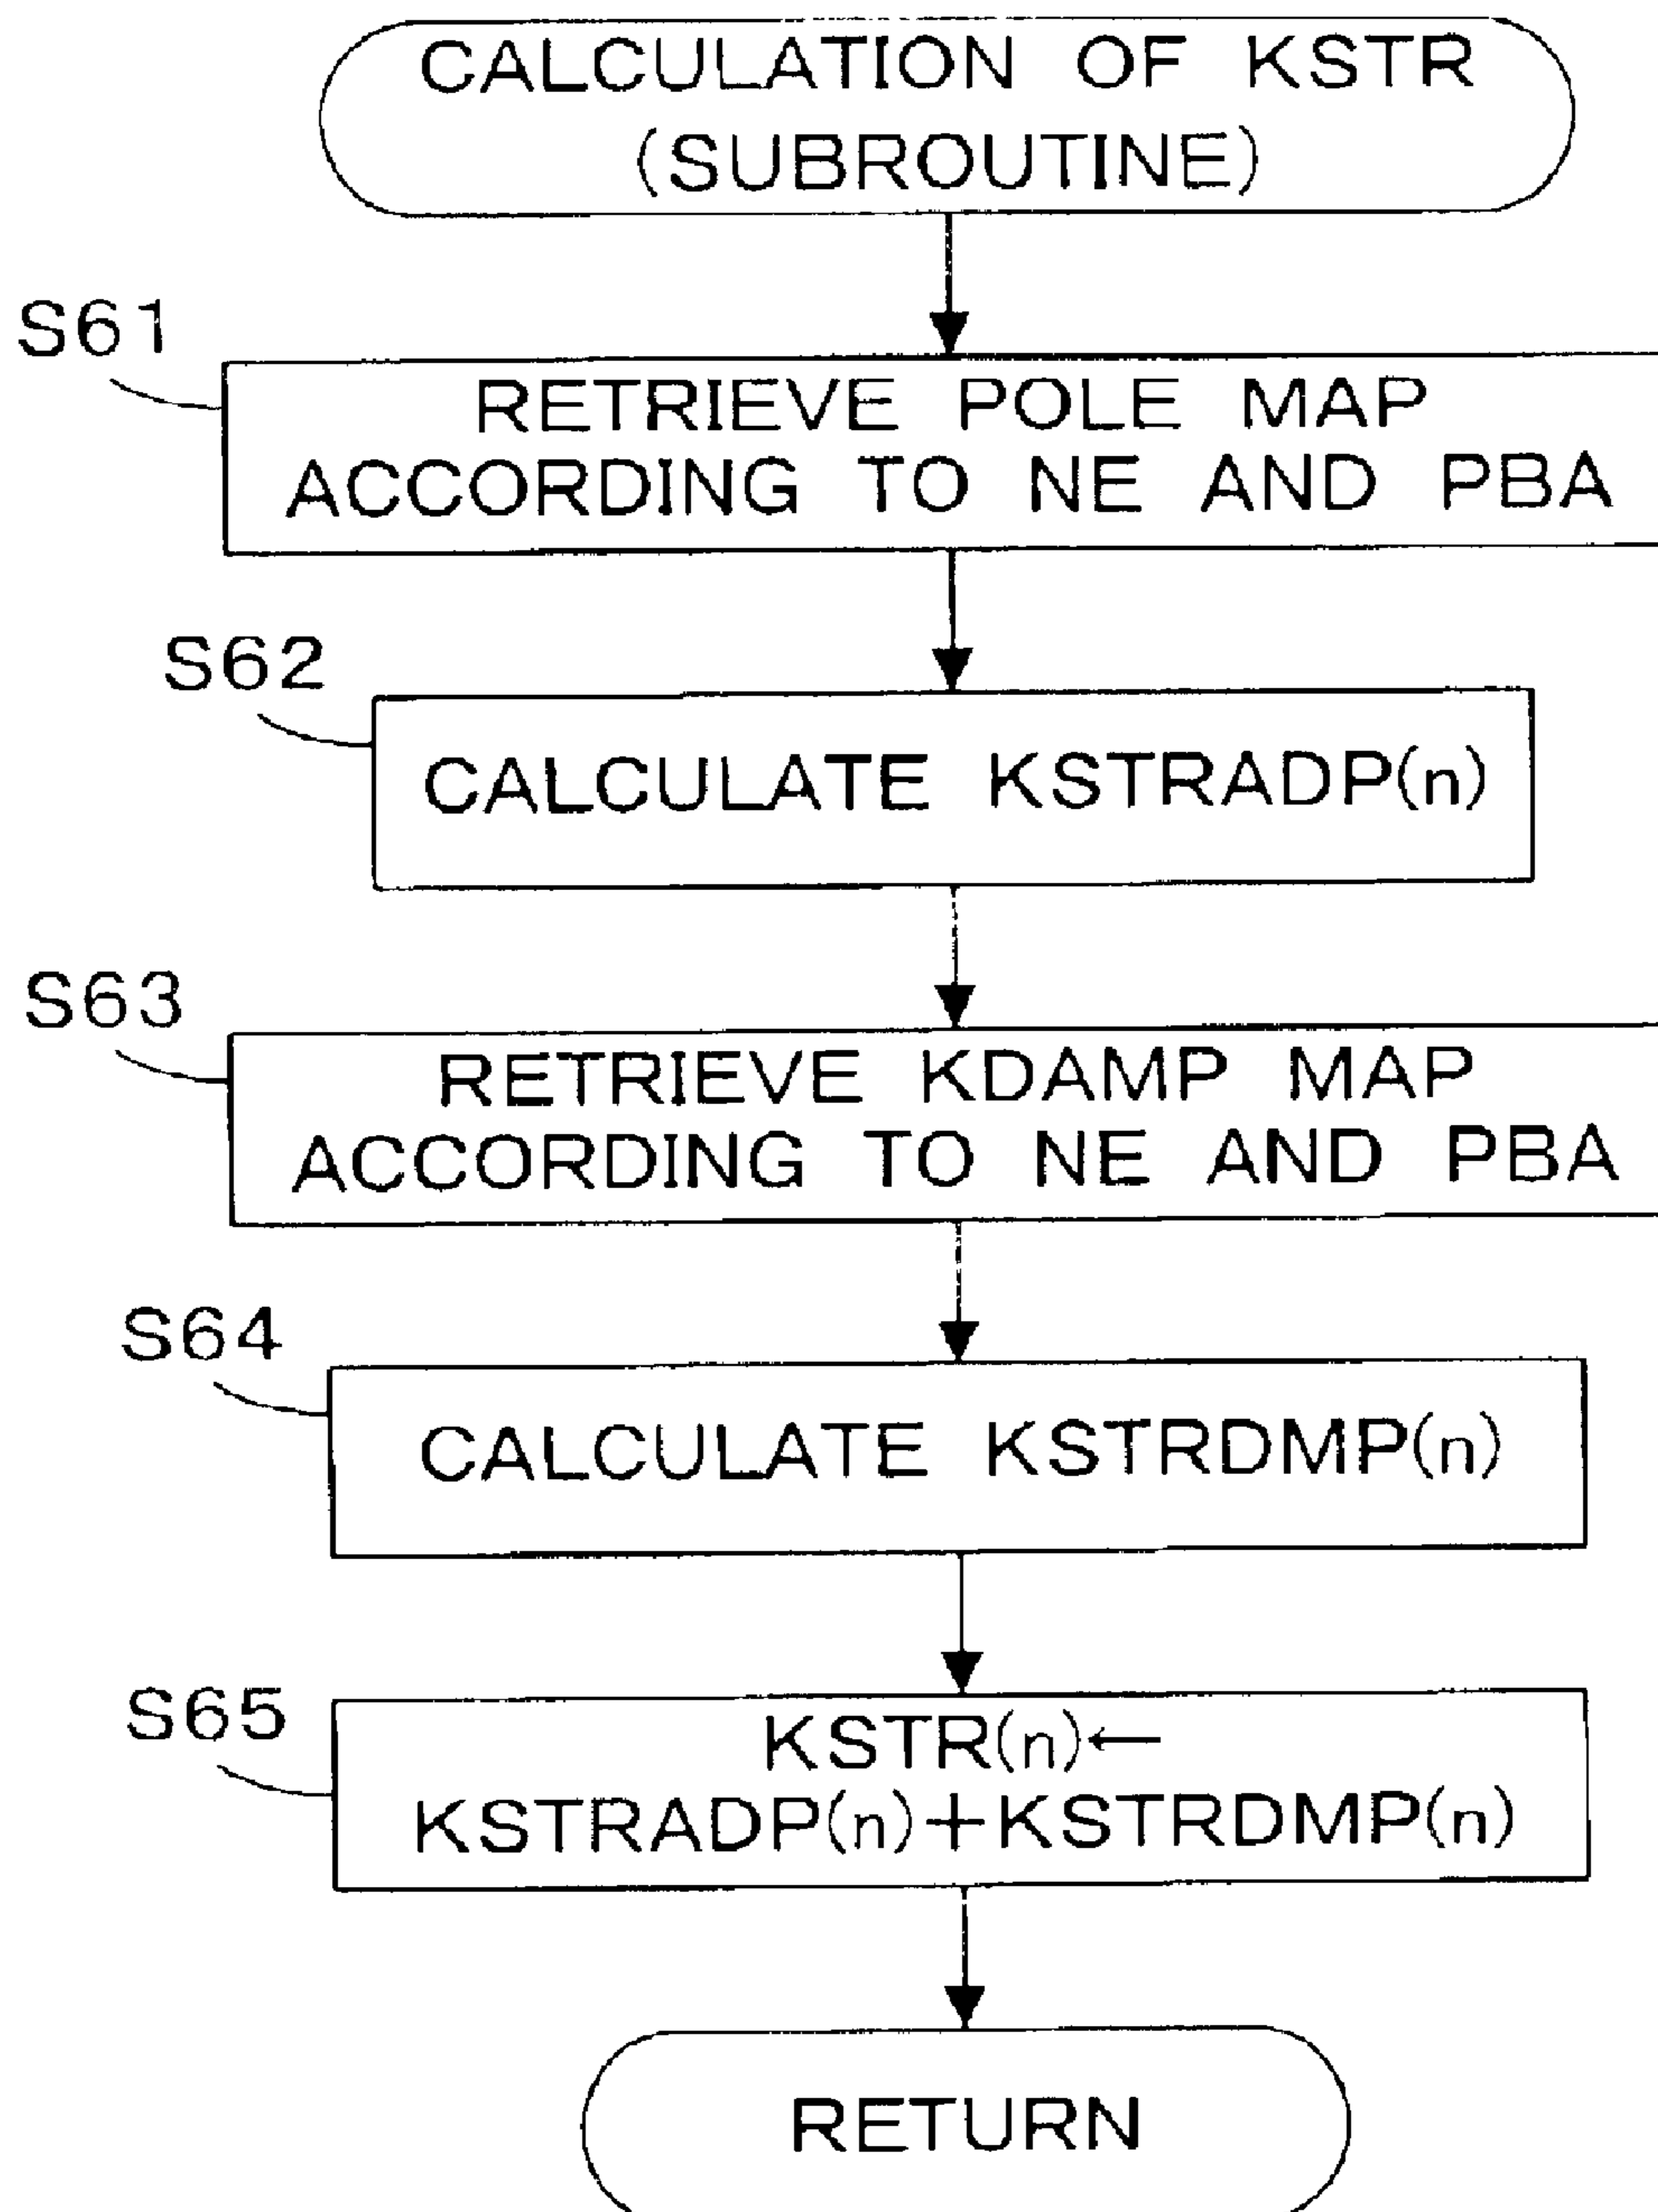 CALCULATION OF KSTR
(SUBROUTINE)
S61
RETRIEVE POLE MAP
ACCORDING TO NE AND PBA
S62
CALCULATE KSTRADP(n)
S63
RETRIEVE KDAMP MAP
ACCORDING TO NE AND PBA
S64
CALCULATE KSTRDMP(n)
S65
KSTR(n)←
KSTRADP(n)+KSTRDMP(n)
RETURN